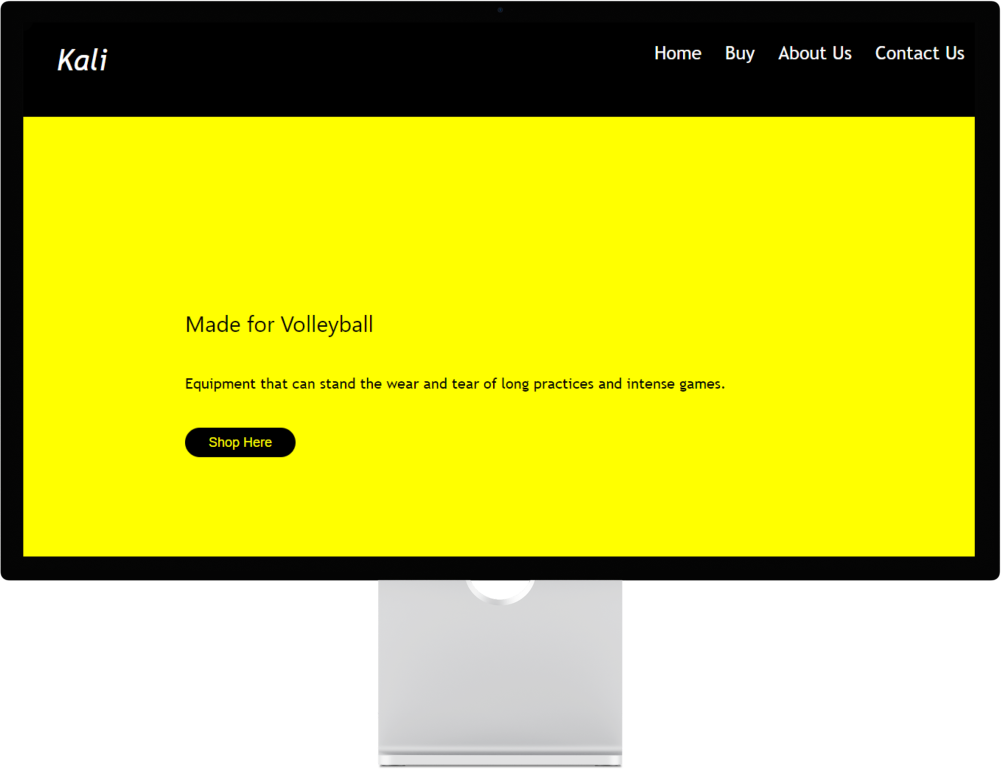 Kali
Home Buy About Us Contact Us
Made for Volleyball
Equipment that can stand the wear and tear of long practices and intense games.
Shop Here